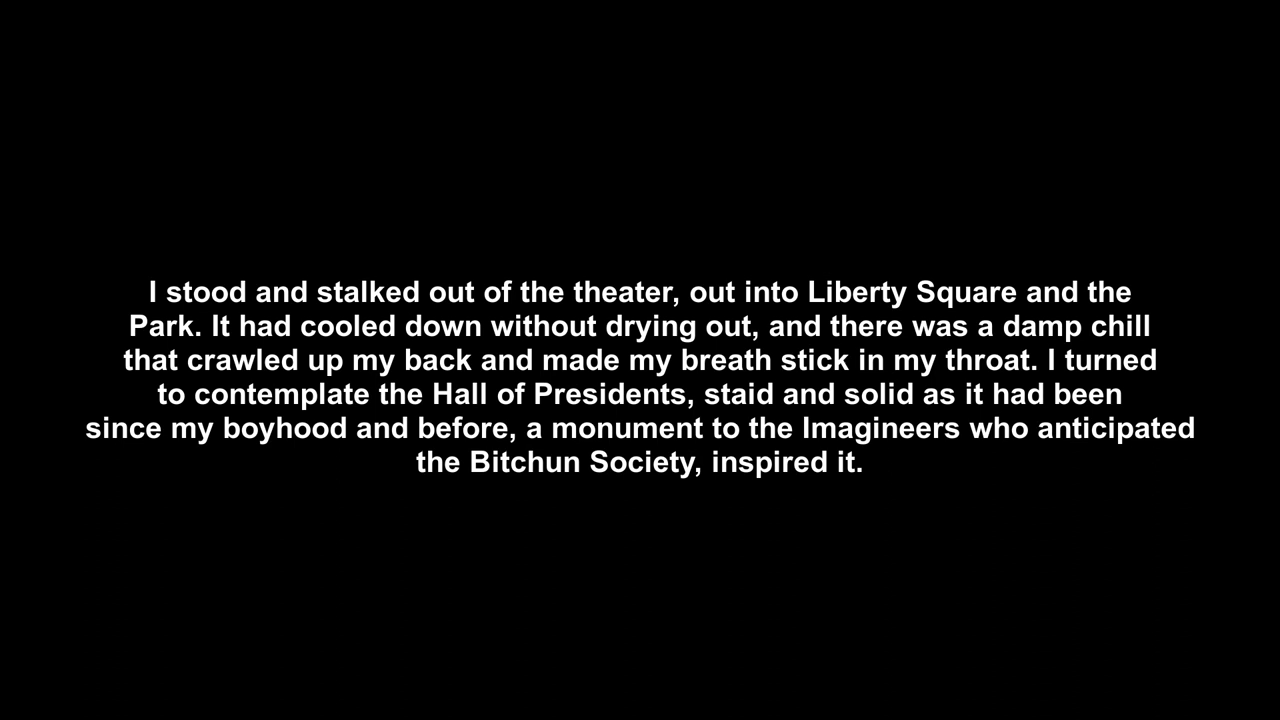 I stood and stalked out of the theater, out into Liberty Square and the
Park. It had cooled down without drying out, and there was a damp chill
that crawled up my back and made my breath stick in my throat. I turned
to contemplate the Hall of Presidents, staid and solid as it had been
since my boyhood and before, a monument to the Imagineers who anticipated
the Bitchun Society, inspired it.